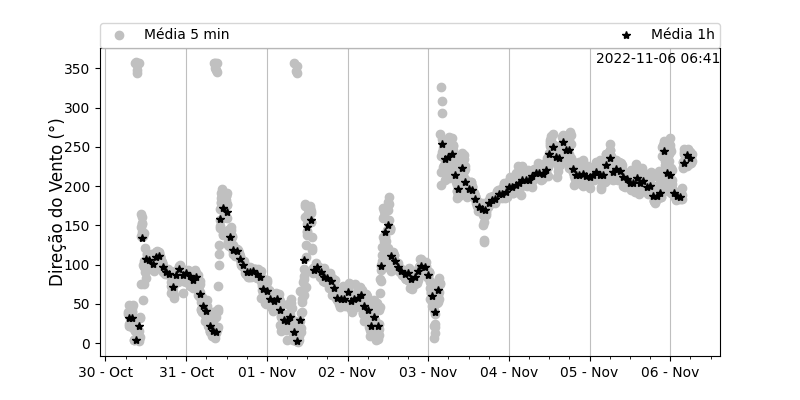 Média 5 min
Média 1h
2022-11-06 06:41
Direção do Vento (°)
350
300
250
200
150
100
50
0
30 - Oct
31 - Oct
01 - Nov
02 - Nov
03 - Nov
04 - Nov
05 - Nov
06 - Nov